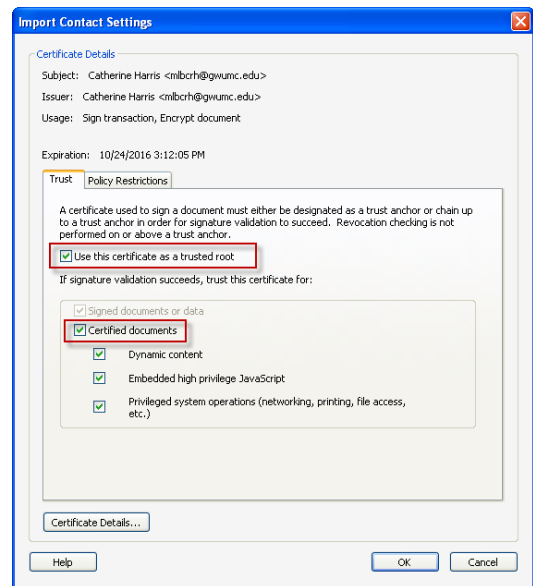 Import Contact Settings
Certificate Details
Subject: Catherine Harris <mlbcrh@gwumc.edu>
Issuer: Catherine Harris <mlbcrh@gwumc.edu>
Usage: Sign transaction, Encrypt document
Expiration: 10/24/2016 3:12:05 PM
Trust Policy Restrictions
A certificate used to sign a document must either be designated as a trust anchor or chain up
to a trust anchor in order for signature validation to succeed. Revocation checking is not
performed on or above a trust anchor.
Use this certificate as a trusted root
If signature validation succeeds, trust this certificate for:
Signed documents or data
Certified documents
Dynamic content
Embedded high privilege JavaScript
Privileged system operations (networking, printing, file access,
etc.)
Certificate Details...
Help OK Cancel